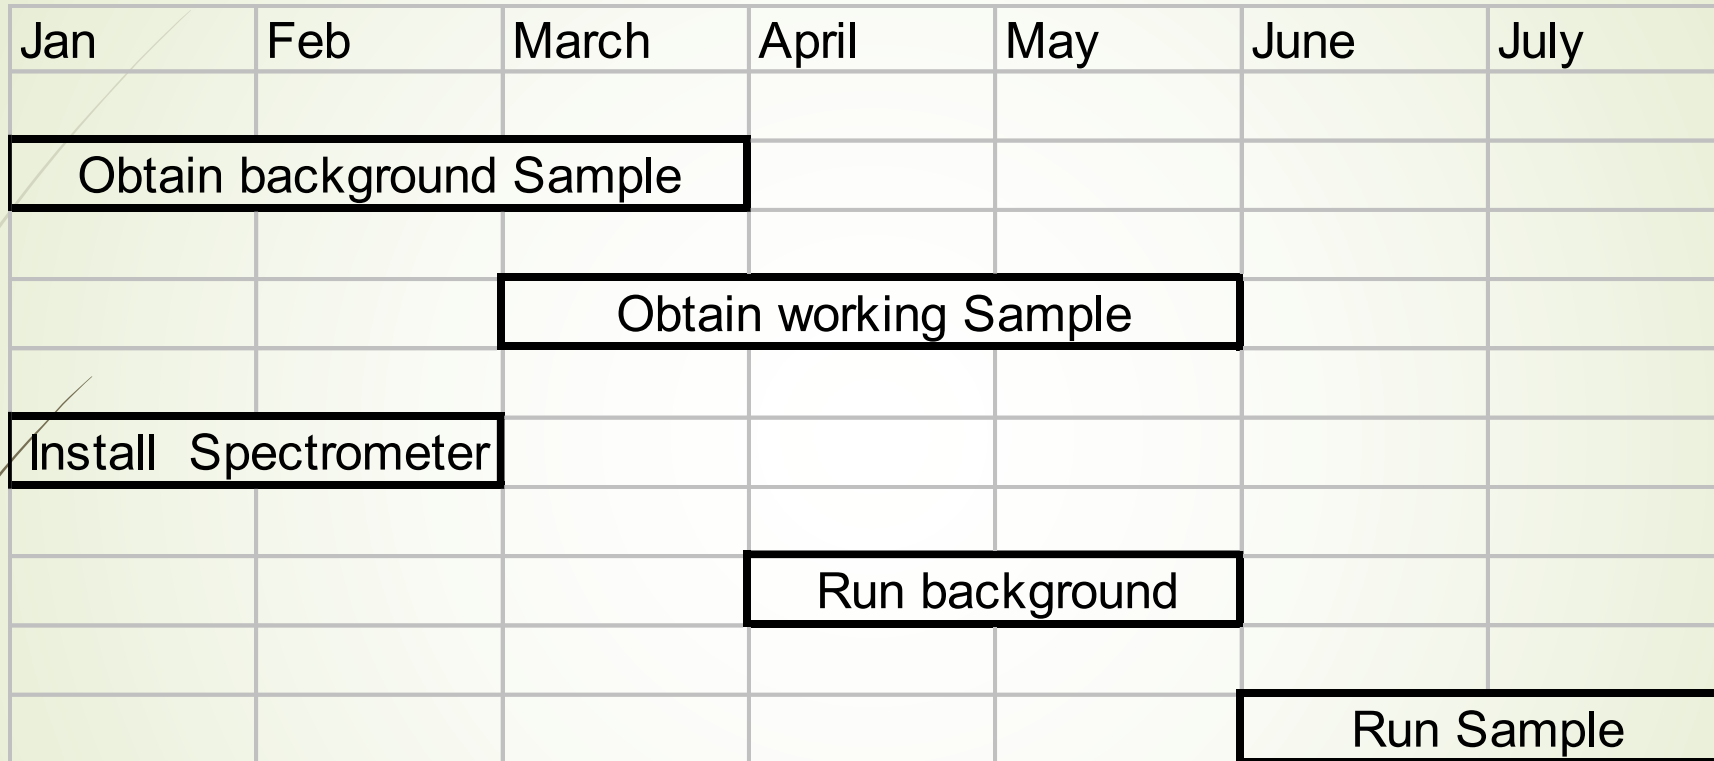 Jan Feb March April May June July
Obtain background Sample
Obtain working Sample
Install Spectrometer
Run background
Run Sample